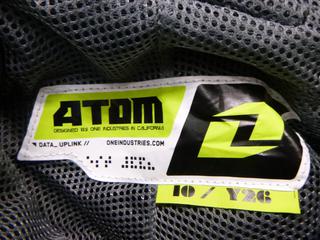 ATOM
DESIGNED BY ONE INDUSTRIES IN CALIFORNIA
DATA_UPLINK // ONEINDUSTRIES.COM
10 / Y26